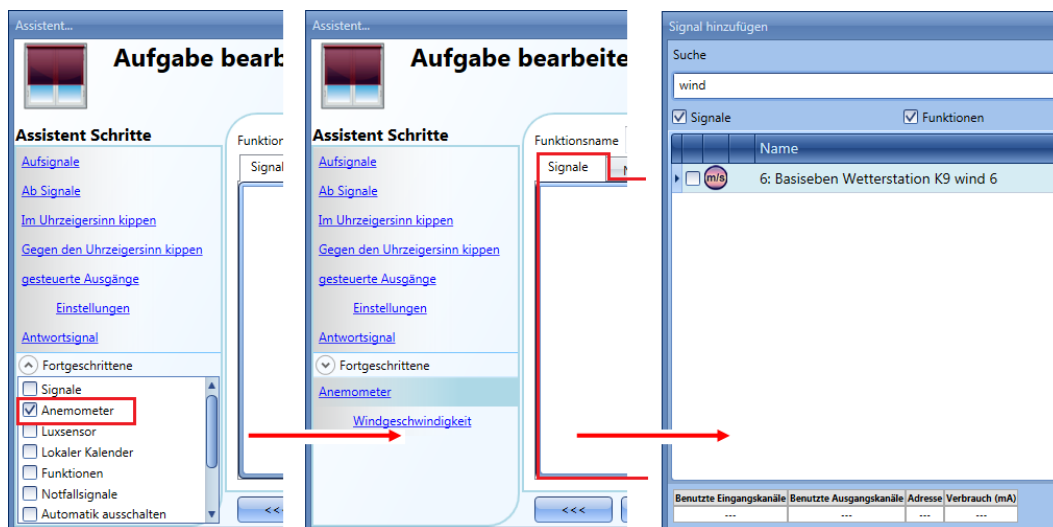 Assistent...
Aufgabe bearb
Assistent Schritte
Aufsignale
Ab Signale
Im Uhrzeigersinn kippen
Gegen den Uhrzeigersinn kippen
gesteuerte Ausgänge
Einstellungen
Antwortsignal
Fortgeschrittene
Signale
Anemometer
Luxsensor
Lokaler Kalender
Funktionen
Notfallsignale
Automatik ausschalten
Funktior
Signal
<<<
Assistent...
Aufgabe bearbeite
Assistent Schritte
Aufsignale
Ab Signale
Im Uhrzeigersinn kippen
Gegen den Uhrzeigersinn kippen
gesteuerte Ausgänge
Einstellungen
Antwortsignal
Fortgeschrittene
Anemometer
Windgeschwindigkeit
Funktionsname
Signale
<<<
Signal hinzufügen
Suche
wind
Signale Funktionen
Name
m/s 6: Basiseben Wetterstation K9 wind 6
Benutzte Eingangskanäle Benutzte Ausgangskanäle Adresse Verbrauch (mA)
--- --- --- ---